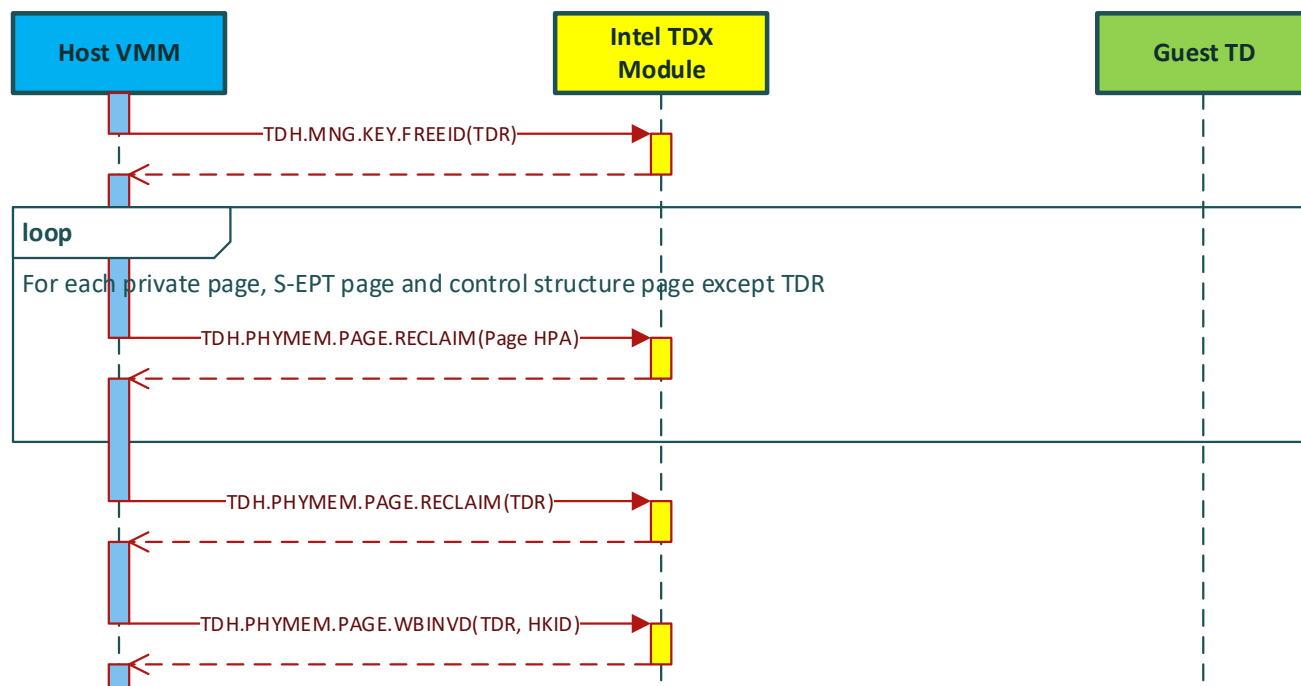 Host VMM
Intel TDX
Module
Guest TD
TDH.MNG.KEY.FREEID(TDR)
loop
For each private page, S-EPT page and control structure page except TDR
TDH.PHYMEM.PAGE.RECLAIM(Page HPA)
TDH.PHYMEM.PAGE.RECLAIM(TDR)
TDH.PHYMEM.PAGE.WBINVD(TDR, HKID)